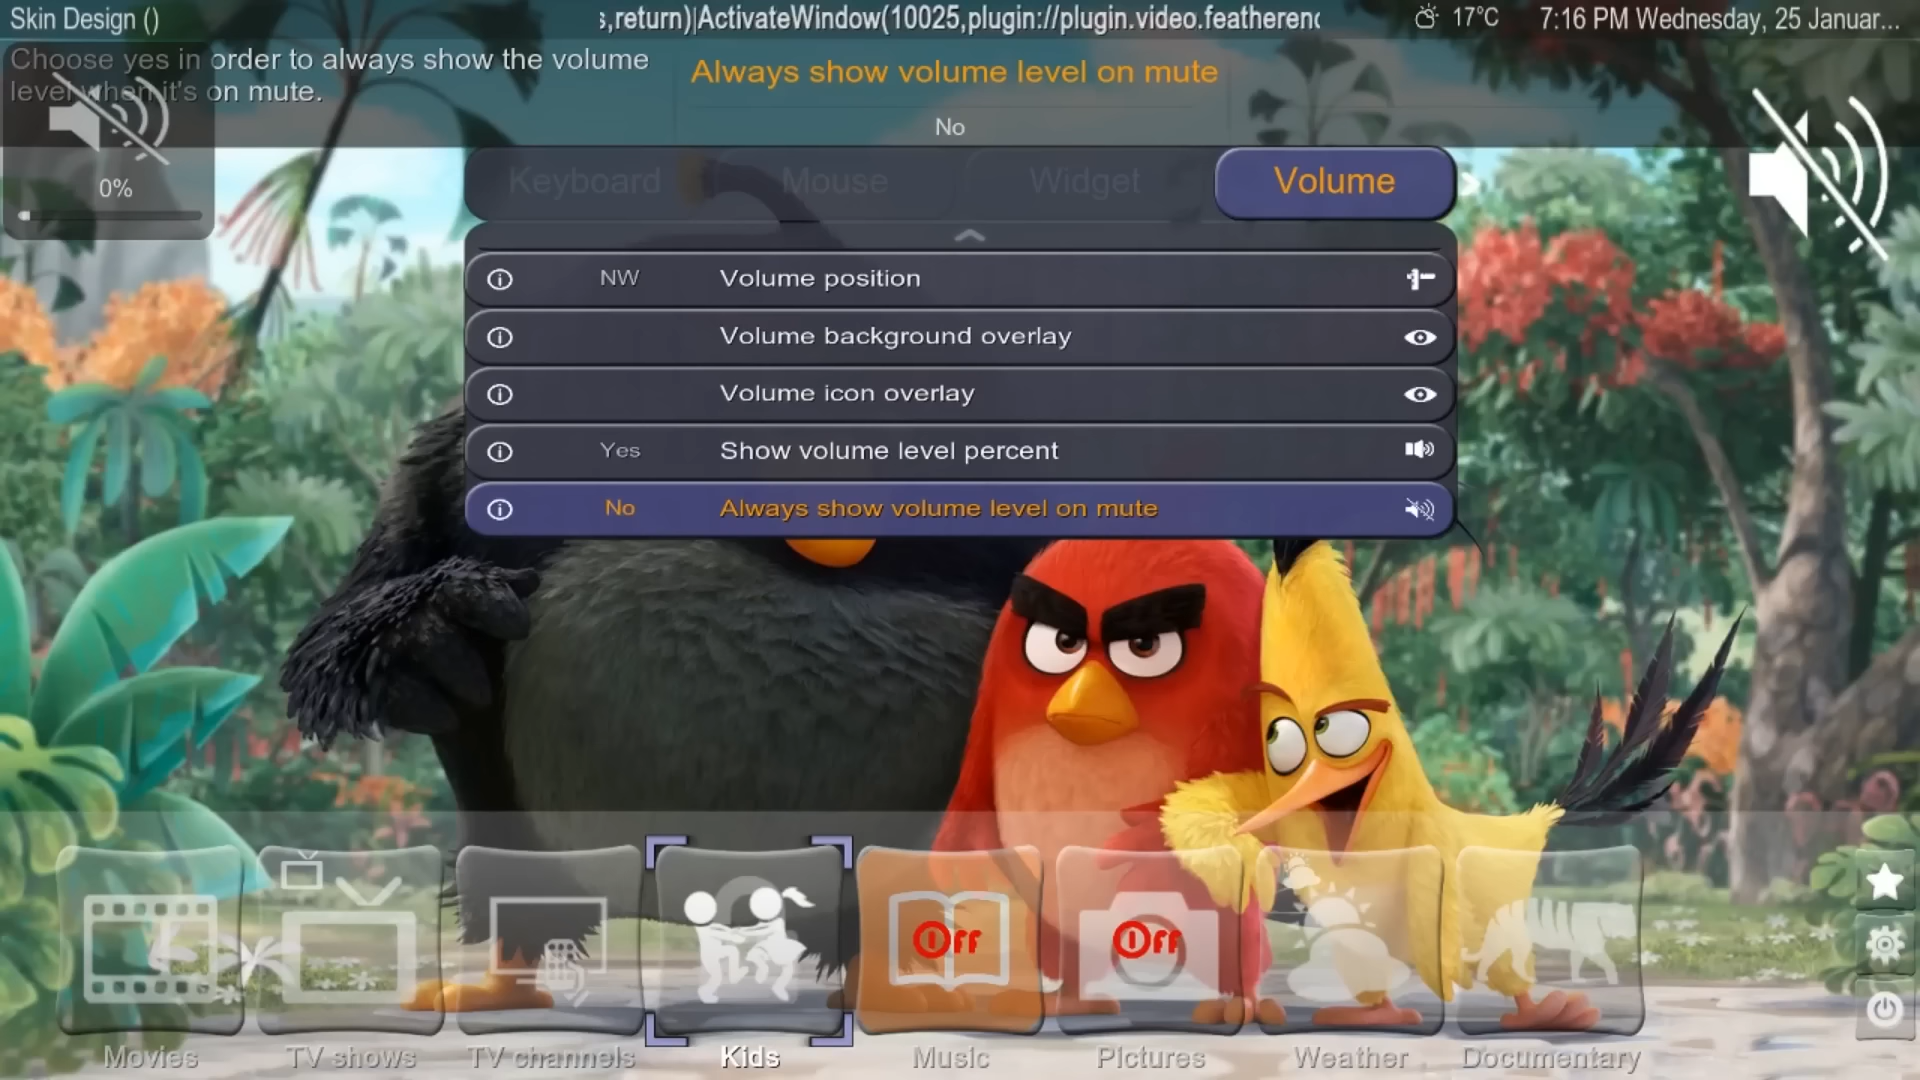 Skin Design ()
s,return)|ActivateWindow(10025,plugin://plugin.video.featherenc
17°C
7:16 PM Wednesday, 25 Januar...
Choose yes in order to always show the volume
level when it's on mute.
Always show volume level on mute
No
0%
Keyboard
Mouse
Widget
Volume
NW Volume position
Volume background overlay
Volume icon overlay
Yes Show volume level percent
No Always show volume level on mute
OFF
OFF
Movies
TV shows
TV channels
Kids
Music
Pictures
Weather
Documentary